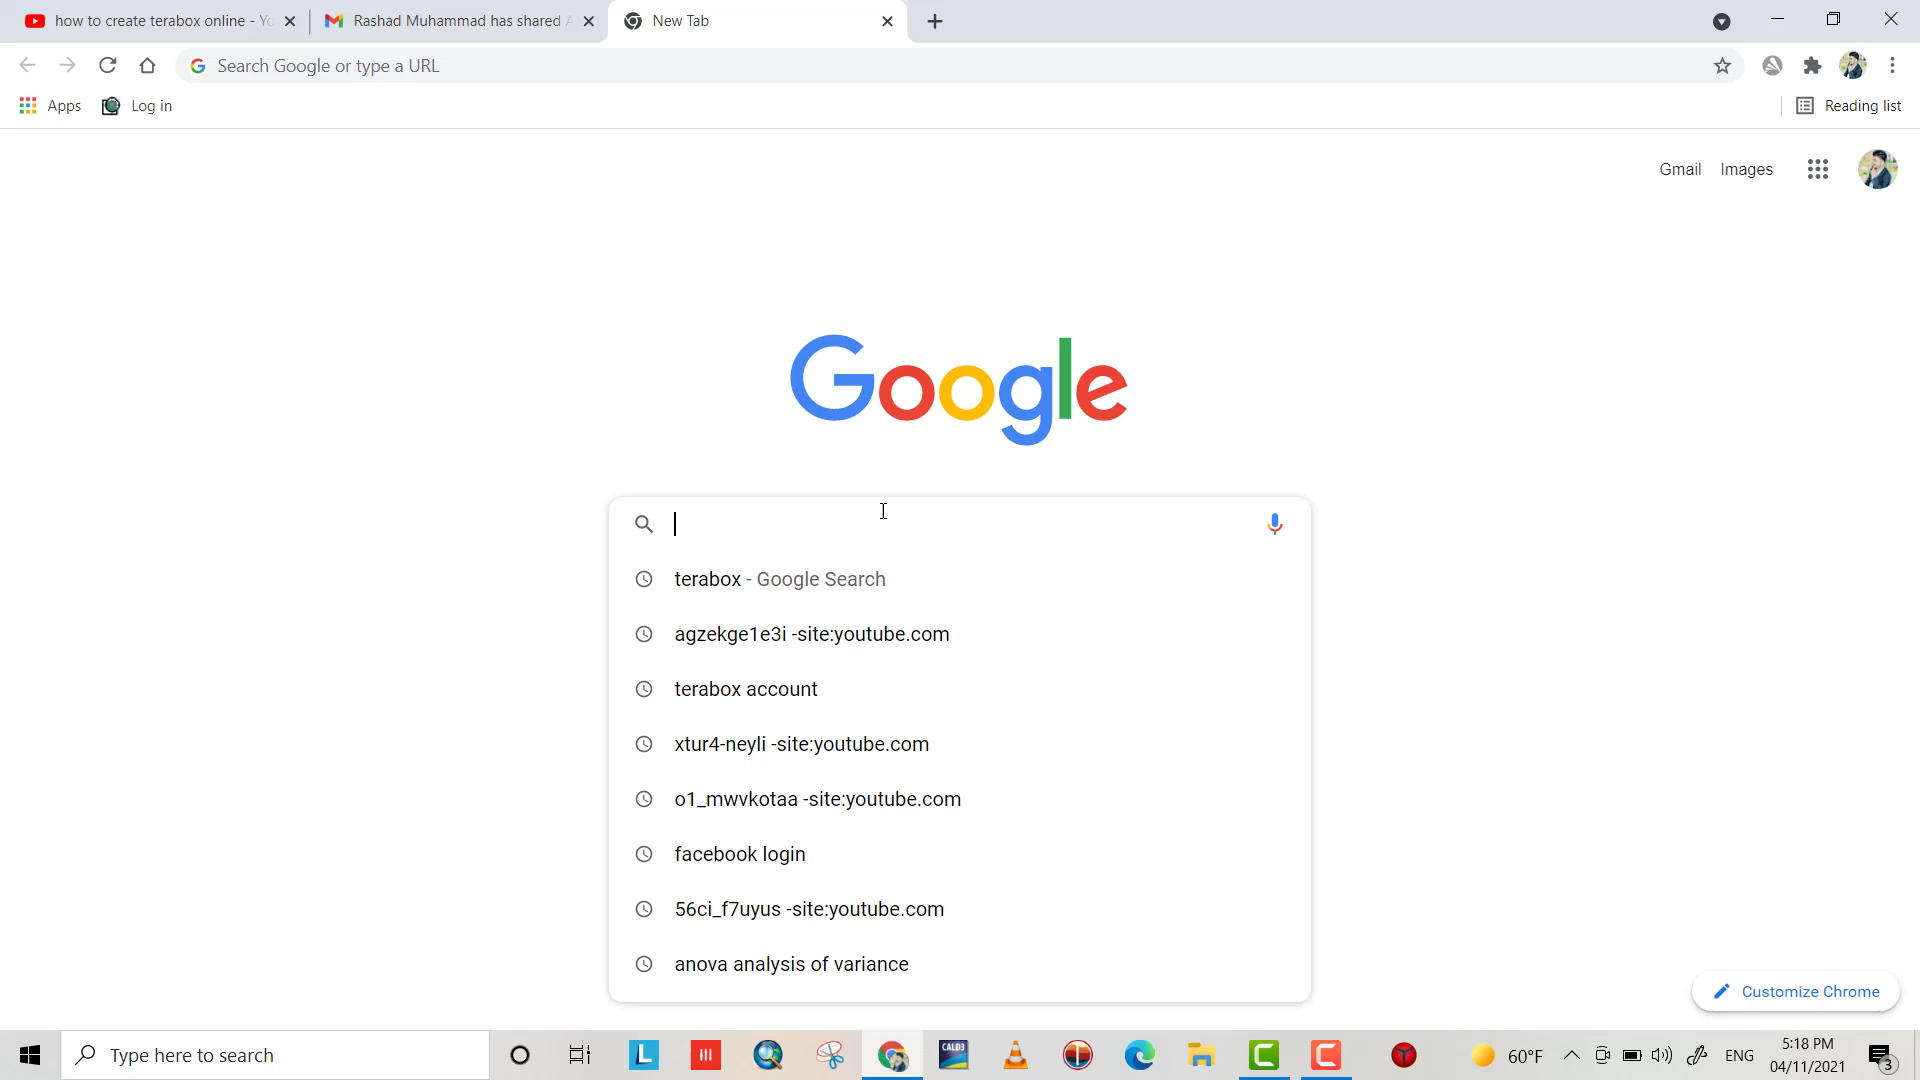 how to create terabox online - Yo
Rashad Muhammad has shared A
New Tab
Search Google or type a URL
Apps
Log in
Reading list
Gmail
Images
Google
terabox - Google Search
agzekge1e3i -site:youtube.com
terabox account
xtur4-neyli -site:youtube.com
o1_mwvkotaa -site:youtube.com
facebook login
56ci_f7uyus -site:youtube.com
anova analysis of variance
Customize Chrome
Type here to search
L
CALD3
60°F
ENG
5:18 PM
04/11/2021
3